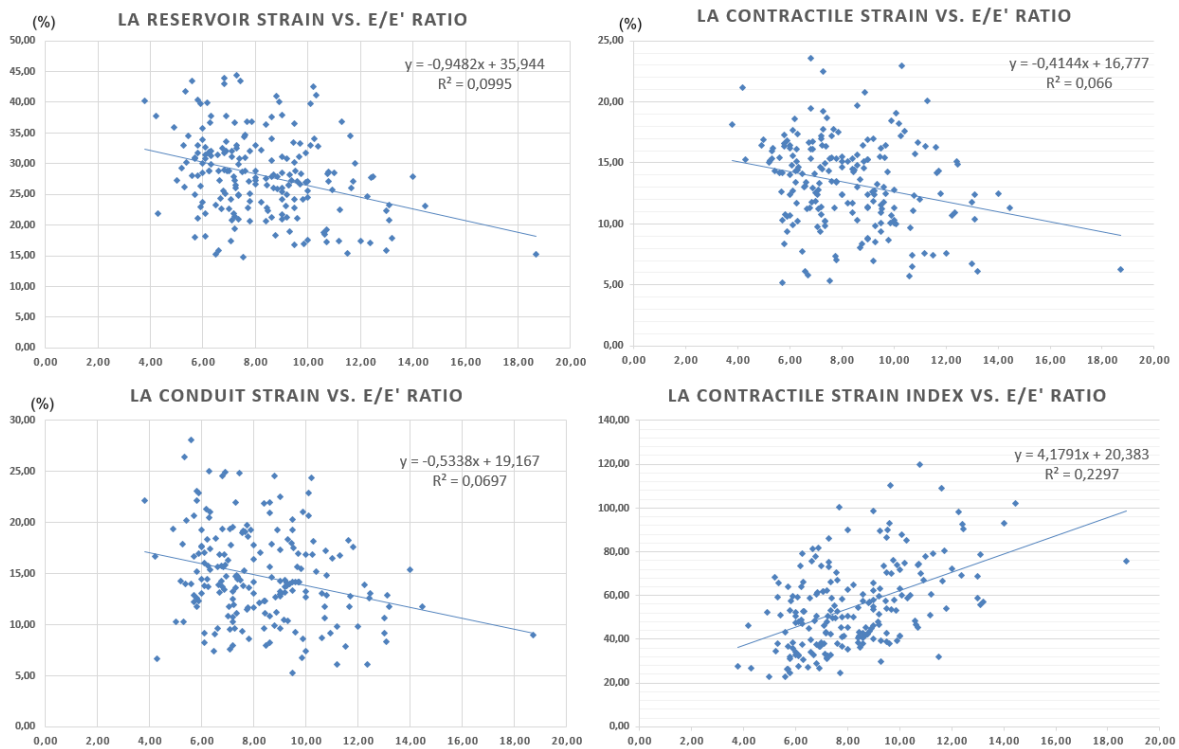 LA RESERVOIR STRAIN VS. E/E' RATIO
(%)
50,00
45,00
40,00
35,00
30,00
25,00
20,00
15,00
10,00
5,00
0,00
0,00 2,00 4,00 6,00 8,00 10,00 12,00 14,00 16,00 18,00 20,00
y = -0,9482x + 35,944
R² = 0,0995
LA CONTRACTILE STRAIN VS. E/E' RATIO
(%)
25,00
20,00
15,00
10,00
5,00
0,00
0,00 2,00 4,00 6,00 8,00 10,00 12,00 14,00 16,00 18,00 20,00
y = -0,4144x + 16,777
R² = 0,066
LA CONDUIT STRAIN VS. E/E' RATIO
(%)
30,00
25,00
20,00
15,00
10,00
5,00
0,00
0,00 2,00 4,00 6,00 8,00 10,00 12,00 14,00 16,00 18,00 20,00
y = -0,5338x + 19,167
R² = 0,0697
LA CONTRACTILE STRAIN INDEX VS. E/E' RATIO
140,00
120,00
100,00
80,00
60,00
40,00
20,00
0,00
0,00 2,00 4,00 6,00 8,00 10,00 12,00 14,00 16,00 18,00 20,00
y = 4,1791x + 20,383
R² = 0,2297